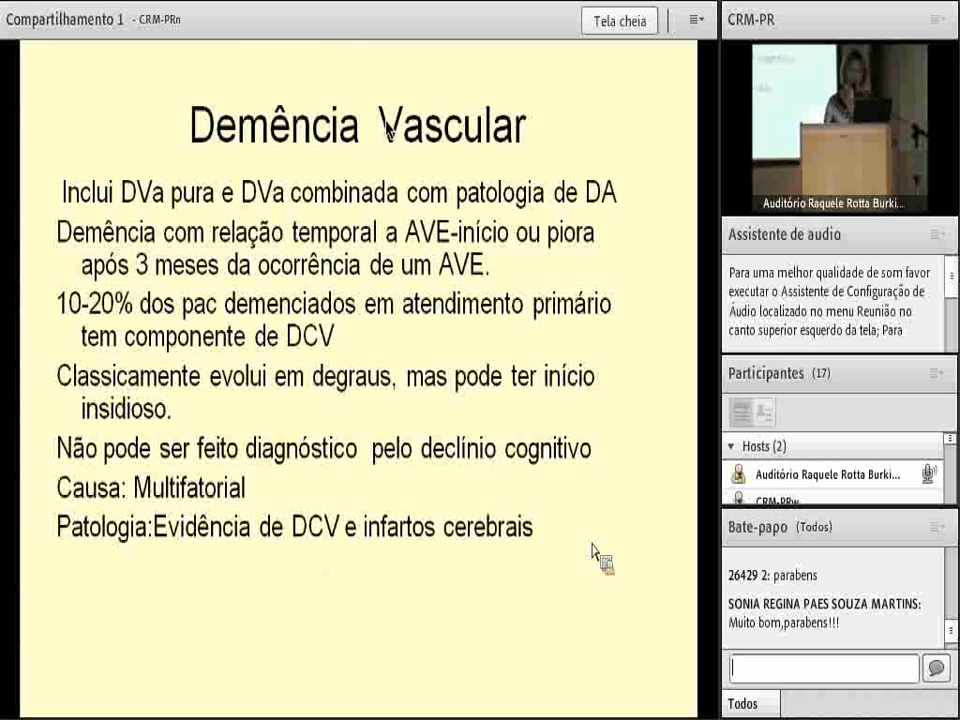 Compartilhamento 1 - CRM-PRn
Tela cheia
Demência Vascular
Inclui DVa pura e DVa combinada com patologia de DA
Demência com relação temporal a AVE-início ou piora
após 3 meses da ocorrência de um AVE.
10-20% dos pac demenciados em atendimento primário
tem componente de DCV
Classicamente evolui em degraus, mas pode ter início
insidioso.
Não pode ser feito diagnóstico pelo declínio cognitivo
Causa: Multifatorial
Patologia:Evidência de DCV e infartos cerebrais
CRM-PR
Auditório Raquele Rotta Burki...
Assistente de audio
Para uma melhor qualidade de som favor
executar o Assistente de Configuração de
Áudio localizado no menu Reunião no
canto superior esquerdo da tela; Para
Participantes (17)
Hosts (2)
Auditório Raquele Rotta Burki...
CRM-PRw
Bate-papo (Todos)
26429 2: parabens
SONIA REGINA PAES SOUZA MARTINS:
Muito bom,parabens!!!
Todos